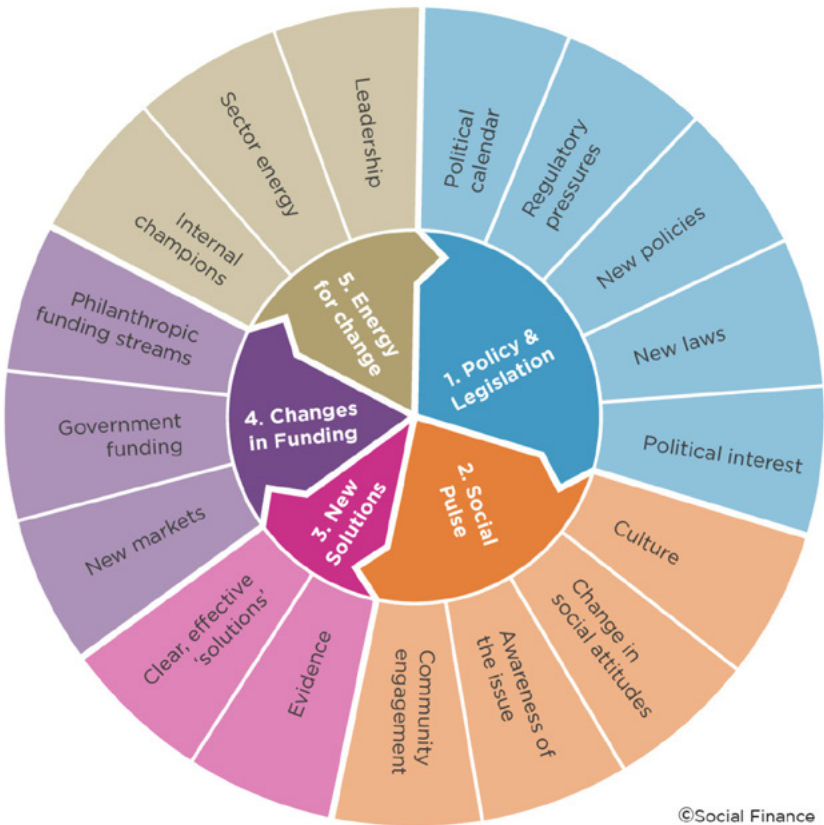 1. Policy &
Legislation
Political
calendar
Regulatory
pressures
New policies
New laws
Political interest
2. Social
Pulse
Culture
Change in
social attitudes
Awareness of
the issue
Community
engagement
3. New
Solutions
Evidence
Clear, effective
‘solutions’
4. Changes
in Funding
New markets
Government
funding
Philanthropic
funding streams
5. Energy
for change
Internal
champions
Sector energy
Leadership
©Social Finance